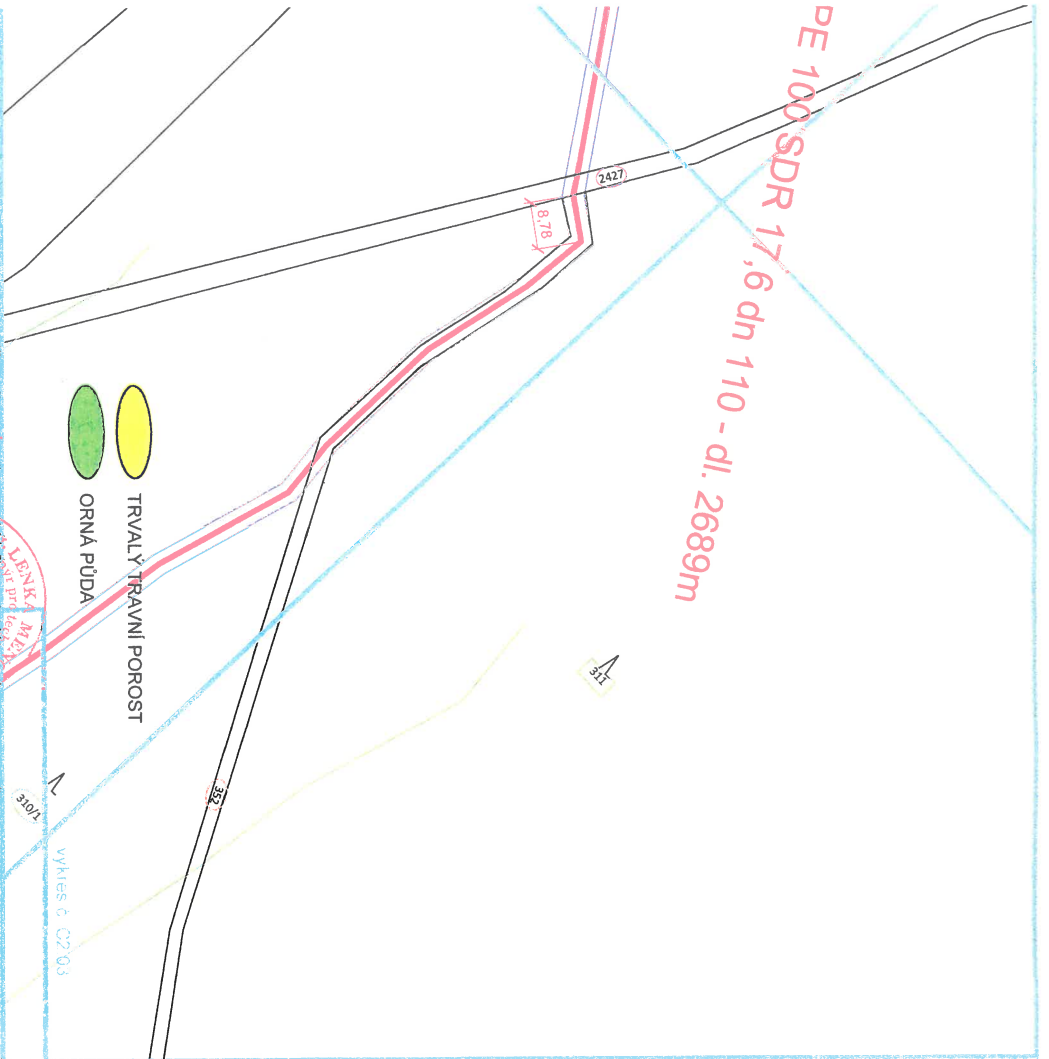 PE 100 SDR 17,6 dn 110 - dl. 2689m
2427
8,78
TRVALÝ TRAVNÍ POROST
ORNÁ PŮDA
LENKA
311
352
310/1
výkres č. C2.03